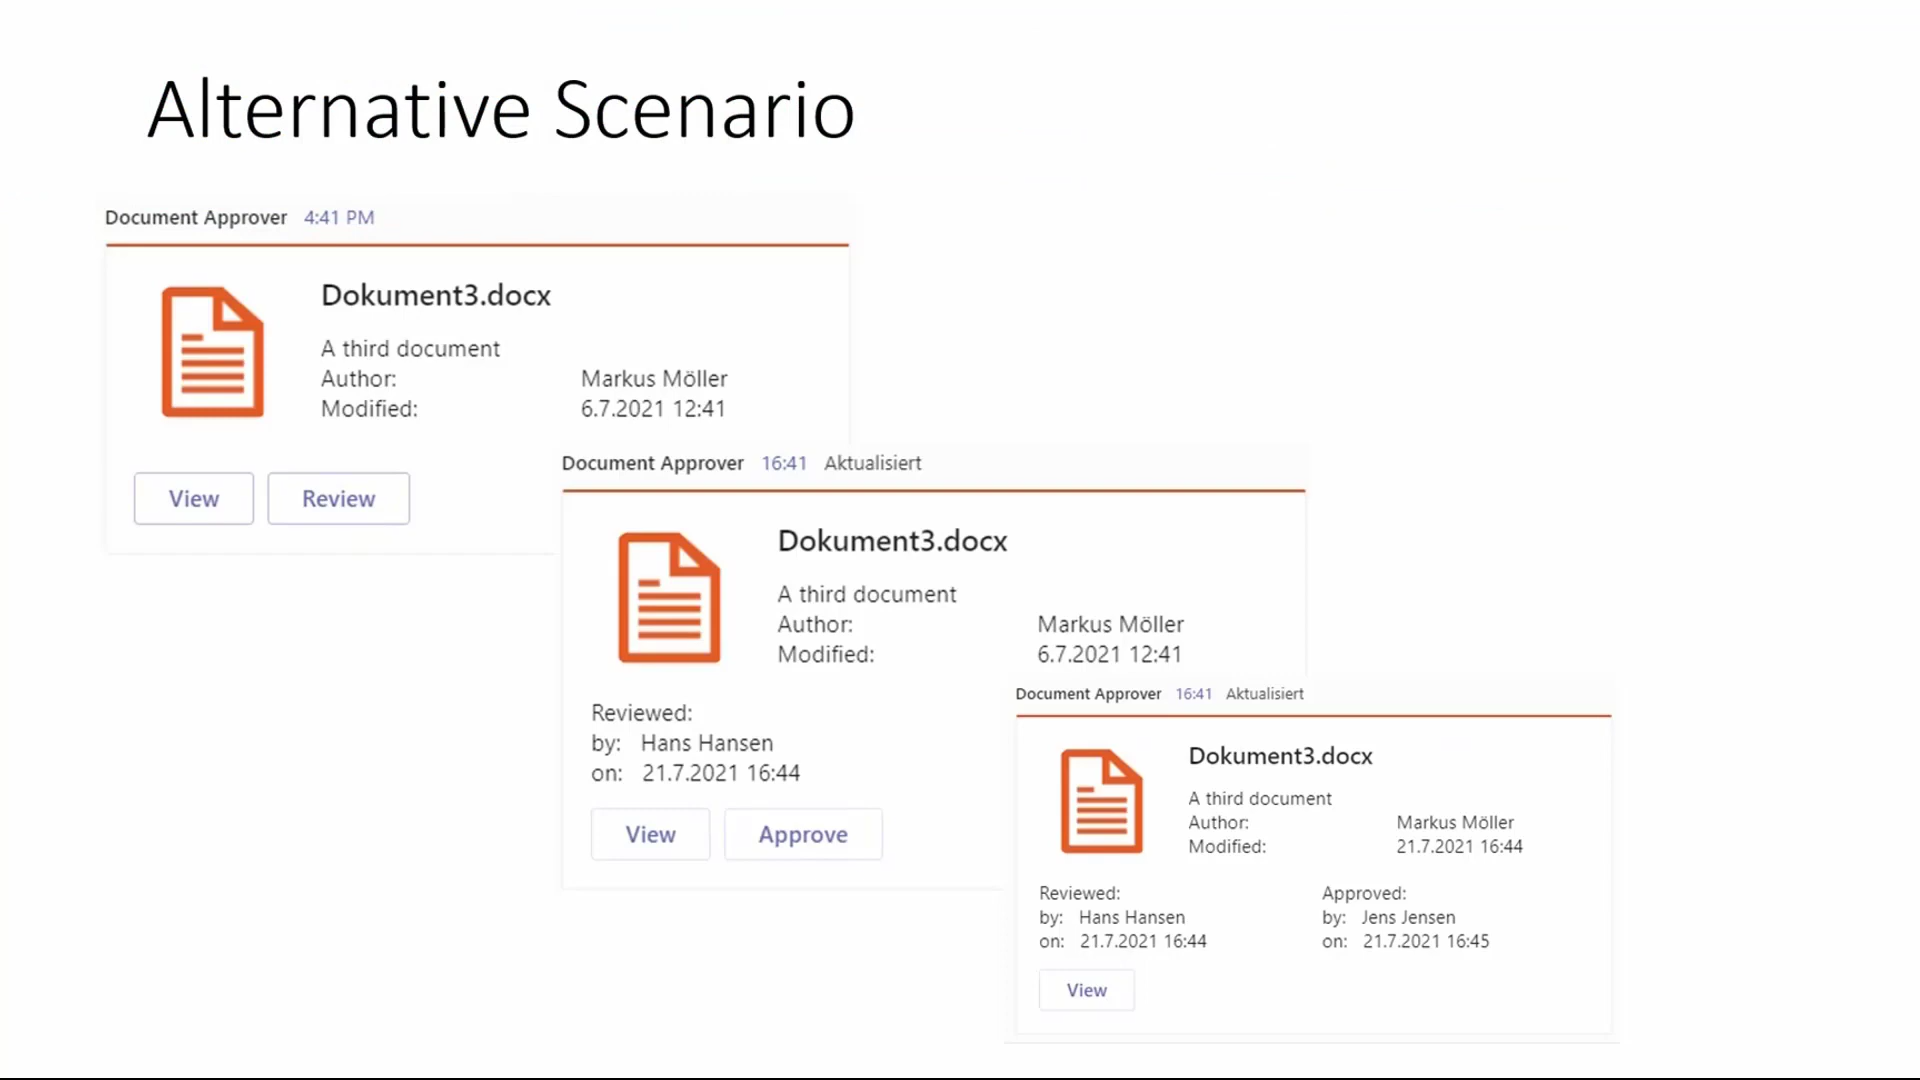 Alternative Scenario
Document Approver 4:41 PM
Dokument3.docx
A third document
Author: Markus Möller
Modified: 6.7.2021 12:41
View Review
Document Approver 16:41 Aktualisiert
Dokument3.docx
A third document
Author: Markus Möller
Modified: 6.7.2021 12:41
Reviewed:
by: Hans Hansen
on: 21.7.2021 16:44
View Approve
Document Approver 16:41 Aktualisiert
Dokument3.docx
A third document
Author: Markus Möller
Modified: 21.7.2021 16:44
Reviewed: Approved:
by: Hans Hansen by: Jens Jensen
on: 21.7.2021 16:44 on: 21.7.2021 16:45
View